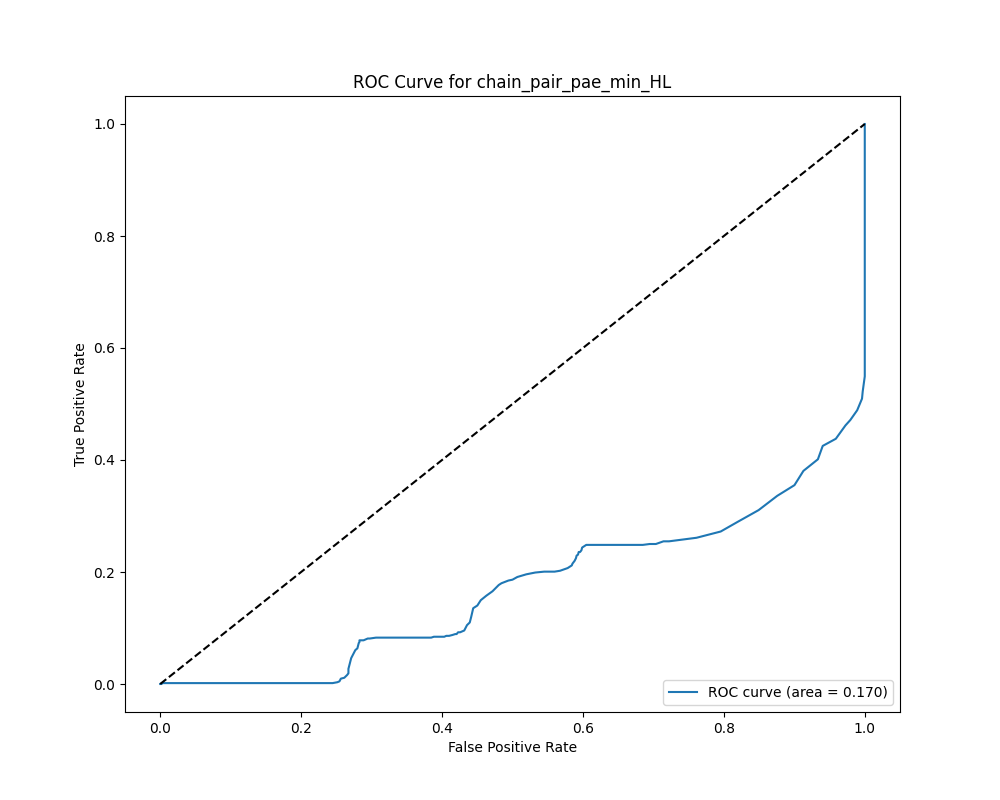 ROC Curve for chain_pair_pae_min_HL
1.0
0.8
0.6
0.4
0.2
0.0
True Positive Rate
ROC curve (area = 0.170)
0.0 0.2 0.4 0.6 0.8 1.0
False Positive Rate